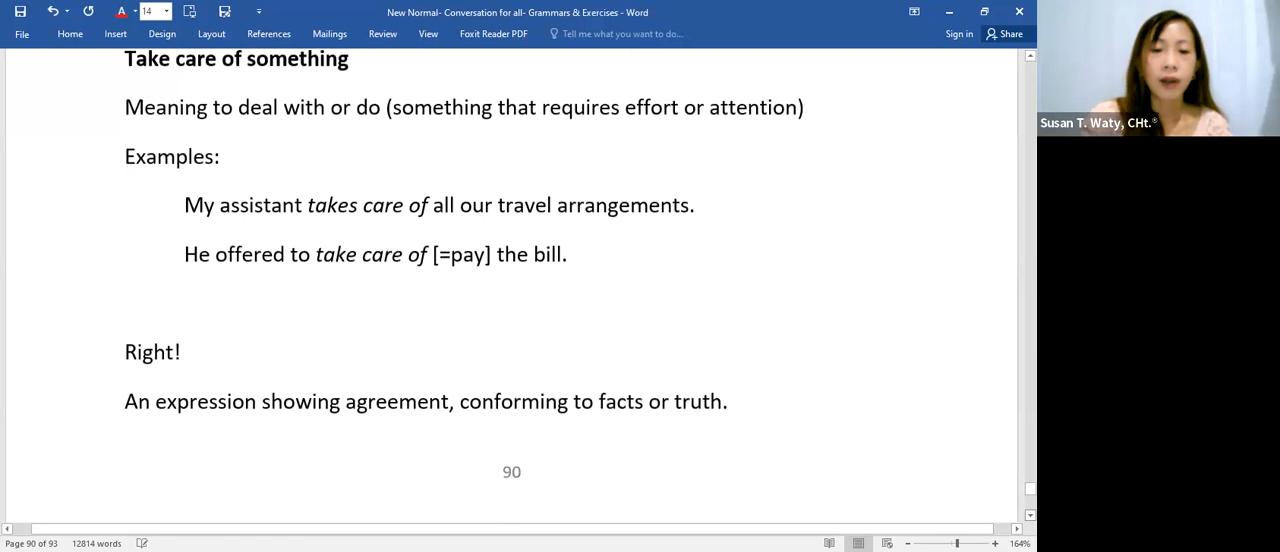 14
New Normal- Conversation for all- Grammars & Exercises - Word
File Home Insert Design Layout References Mailings Review View Foxit Reader PDF Tell me what you want to do... Sign in Share
Take care of something
Meaning to deal with or do (something that requires effort or attention)
Examples:
My assistant takes care of all our travel arrangements.
He offered to take care of [=pay] the bill.
Right!
An expression showing agreement, conforming to facts or truth.
90
Susan T. Waty, CHt.®
Page 90 of 93 12814 words 164%